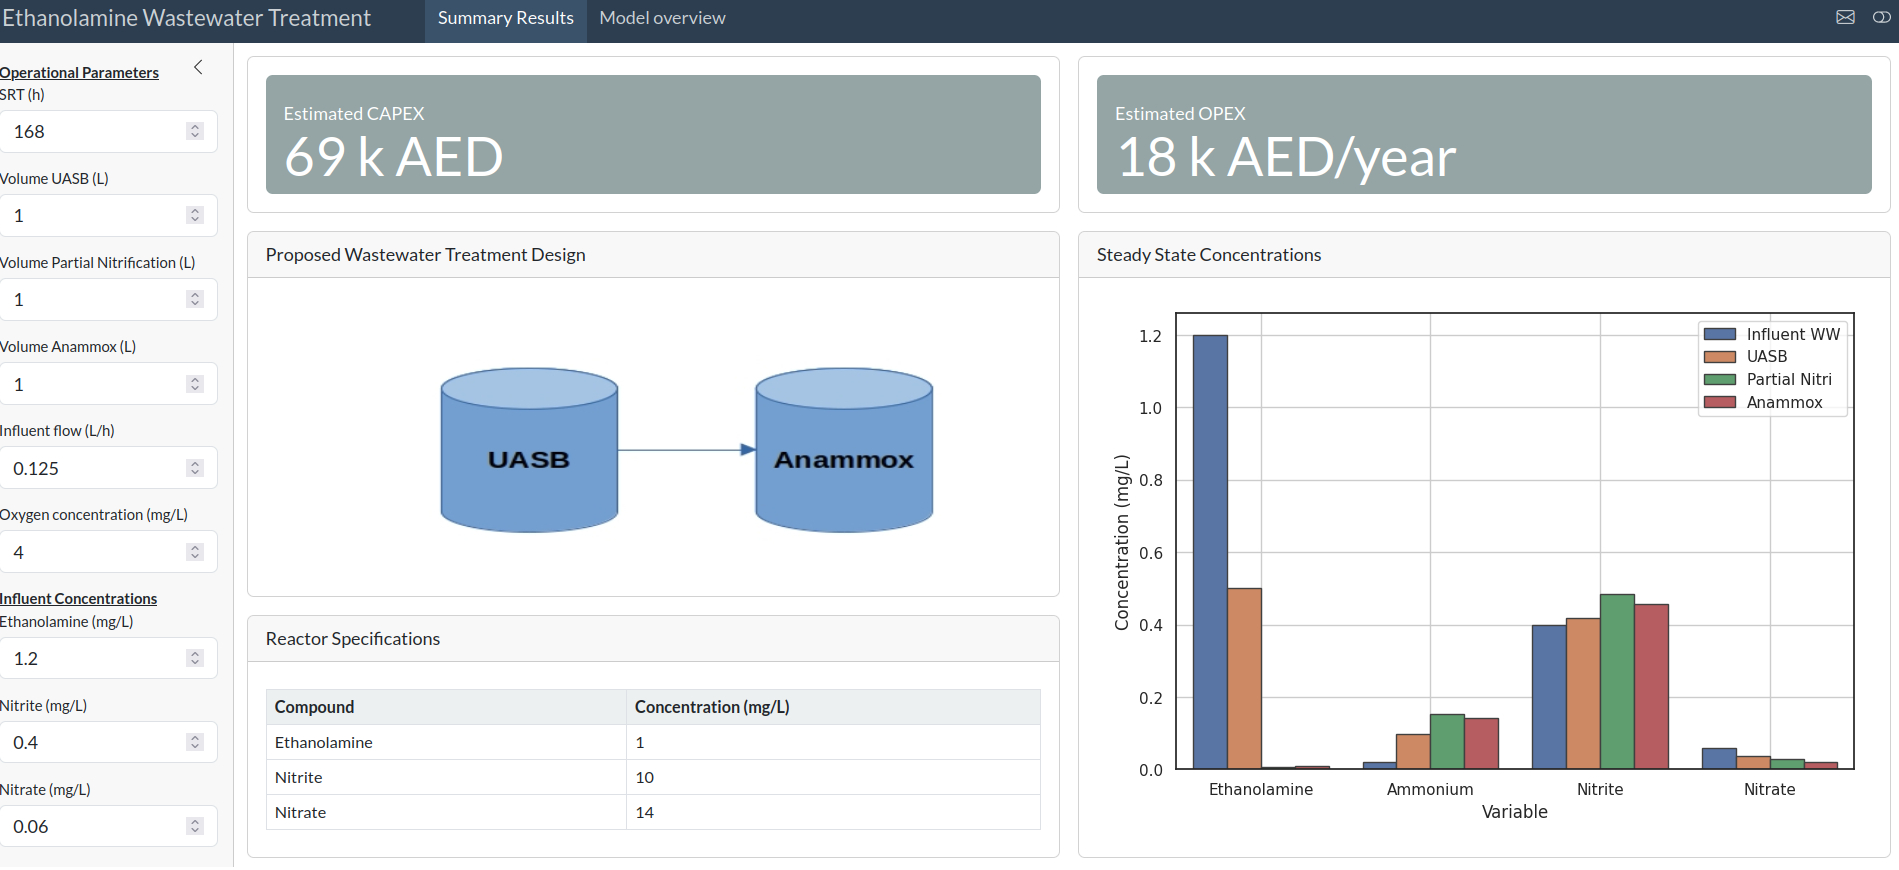 Ethanolamine Wastewater Treatment
Summary Results
Model overview
Operational Parameters
SRT (h)
168
Volume UASB (L)
1
Volume Partial Nitrification (L)
1
Volume Anammox (L)
1
Influent flow (L/h)
0.125
Oxygen concentration (mg/L)
4
Influent Concentrations
Ethanolamine (mg/L)
1.2
Nitrite (mg/L)
0.4
Nitrate (mg/L)
0.06
Estimated CAPEX
69 k AED
Estimated OPEX
18 k AED/year
Proposed Wastewater Treatment Design
UASB
Anammox
Reactor Specifications
Compound Concentration (mg/L)
Ethanolamine 1
Nitrite 10
Nitrate 14
Steady State Concentrations
Influent WW
UASB
Partial Nitri
Anammox
Concentration (mg/L)
1.2
1.0
0.8
0.6
0.4
0.2
0.0
Ethanolamine Ammonium Nitrite Nitrate
Variable